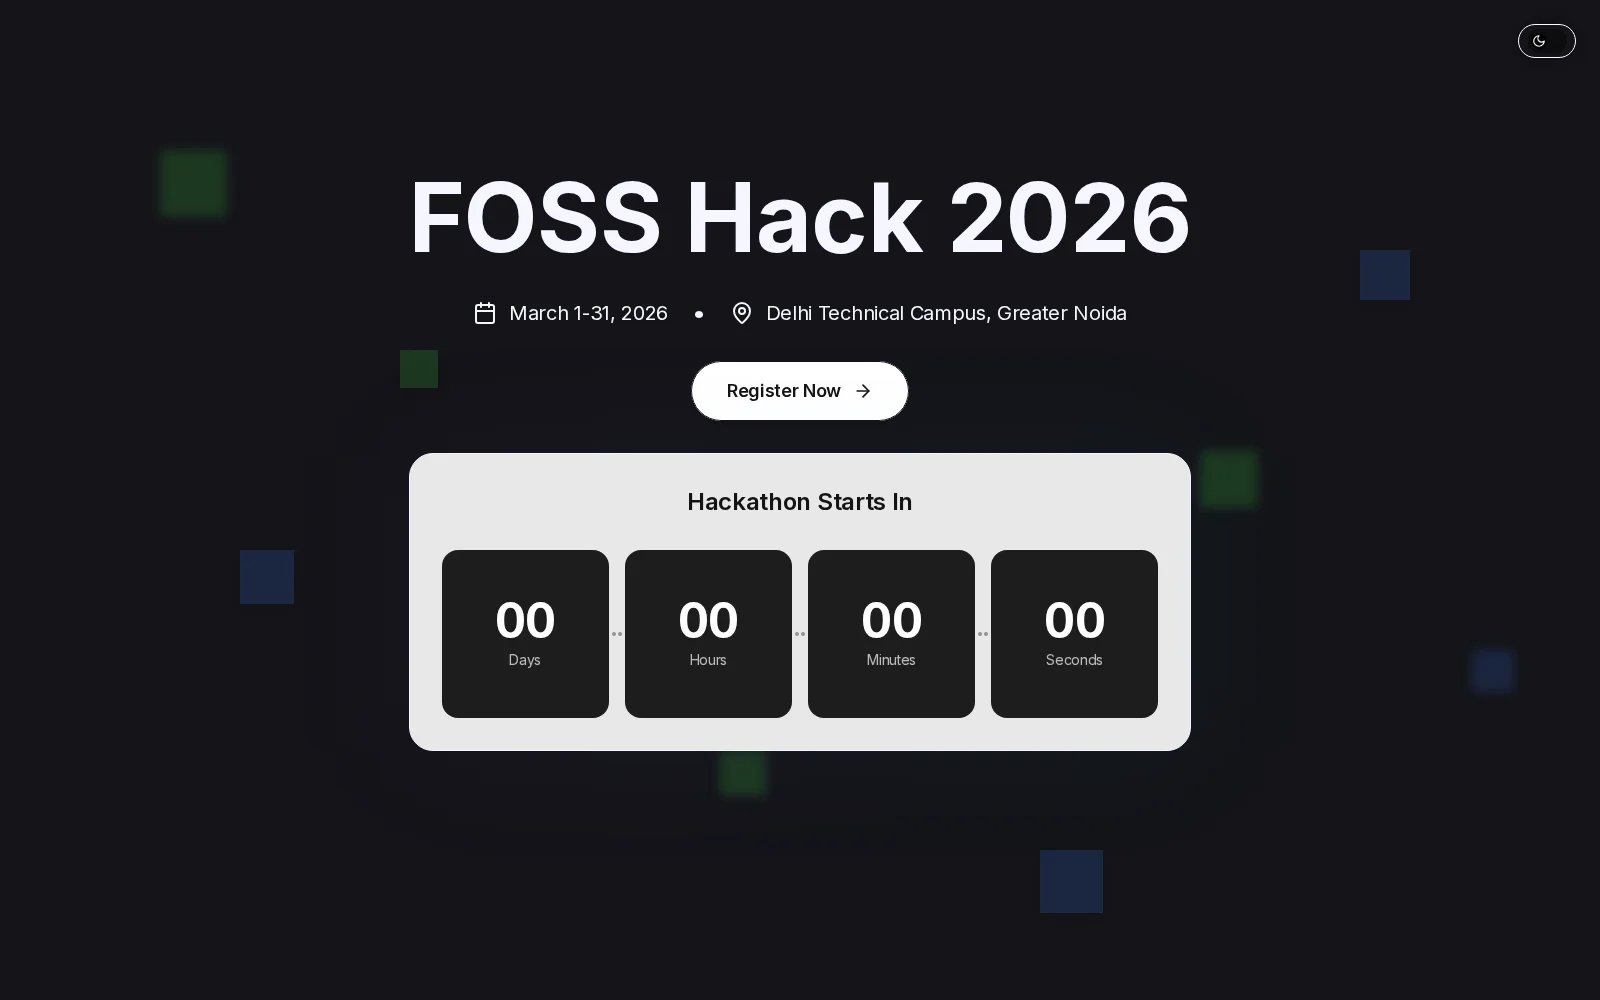 FOSS Hack 2026
March 1-31, 2026 • Delhi Technical Campus, Greater Noida
Register Now →
Hackathon Starts In
00 : 00 : 00 : 00
Days Hours Minutes Seconds